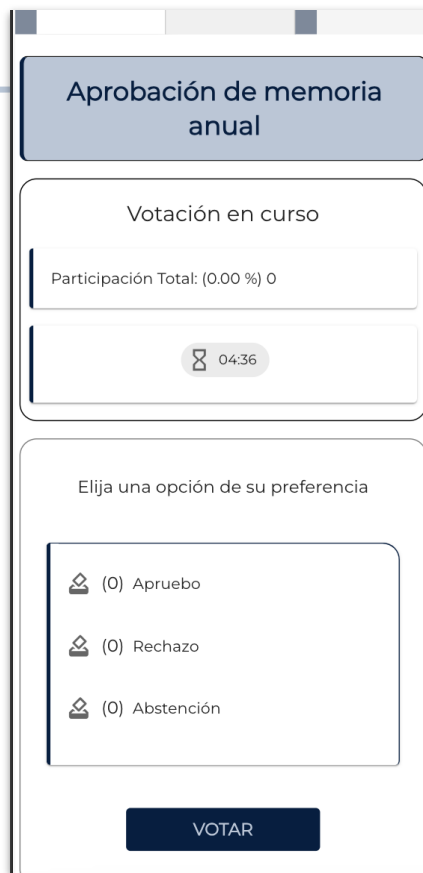 Aprobación de memoria
anual
Votación en curso
Participación Total: (0.00 %) 0
04:36
Elija una opción de su preferencia
(0) Apruebo
(0) Rechazo
(0) Abstención
VOTAR